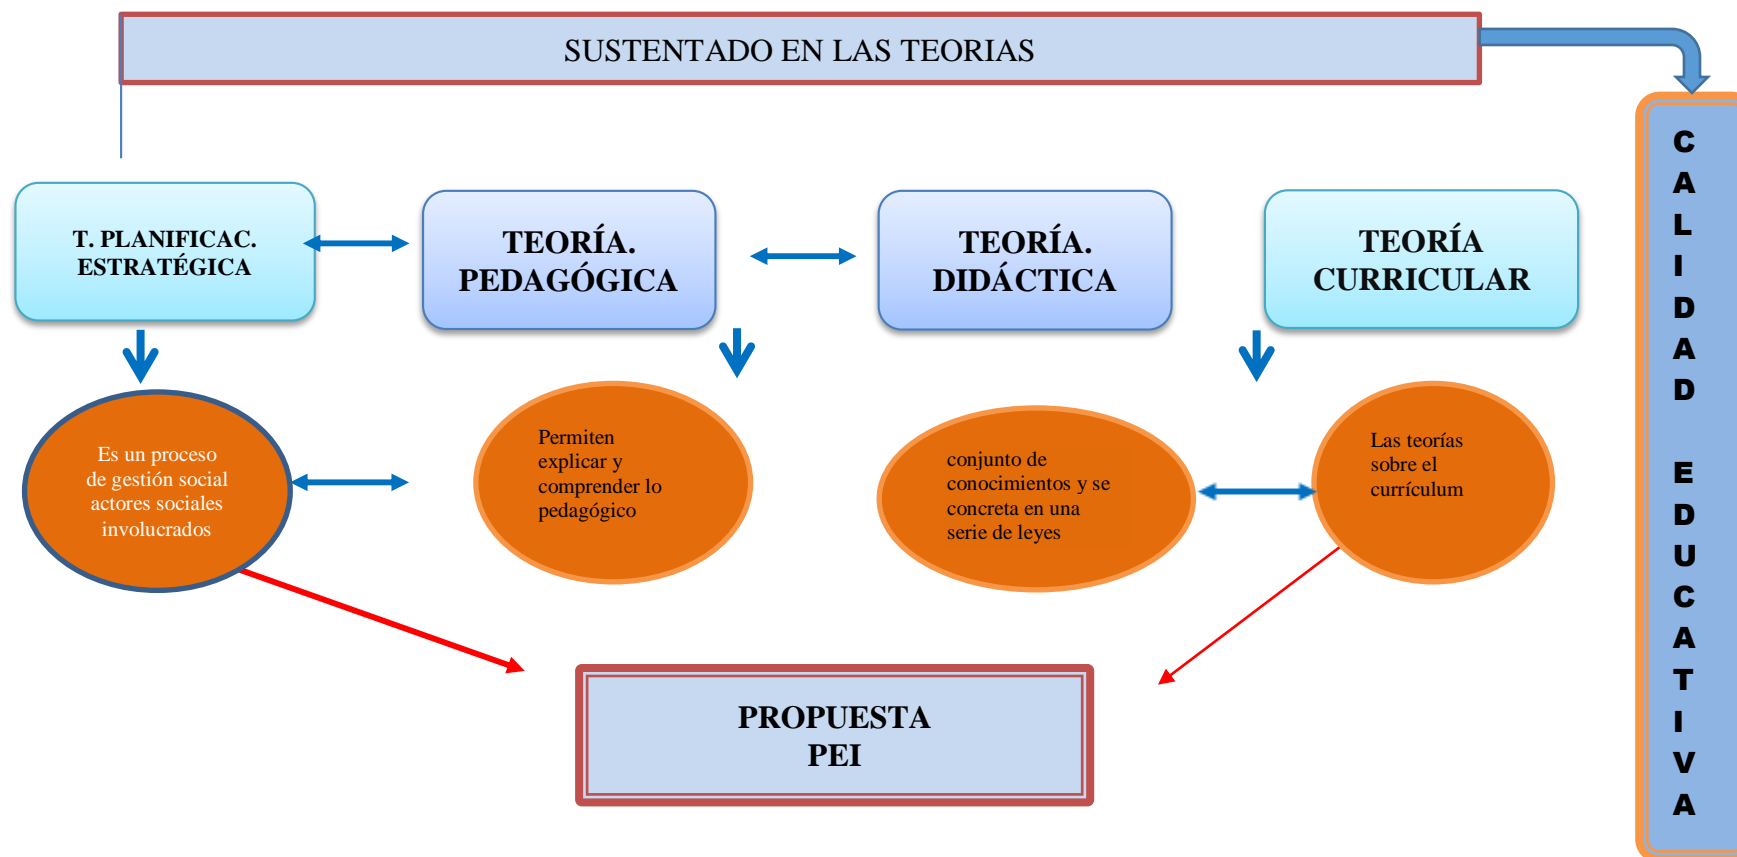 SUSTENTADO EN LAS TEORIAS
T. PLANIFICAC.
ESTRATÉGICA
TEORÍA.
PEDAGÓGICA
TEORÍA.
DIDÁCTICA
TEORÍA
CURRICULAR
Es un proceso
de gestión social
actores sociales
involucrados
Permiten
explicar y
comprender lo
pedagógico
conjunto de
conocimientos y se
concreta en una
serie de leyes
Las teorías
sobre el
currículum
PROPUESTA
PEI
C
A
L
I
D
A
D
E
D
U
C
A
T
I
V
A